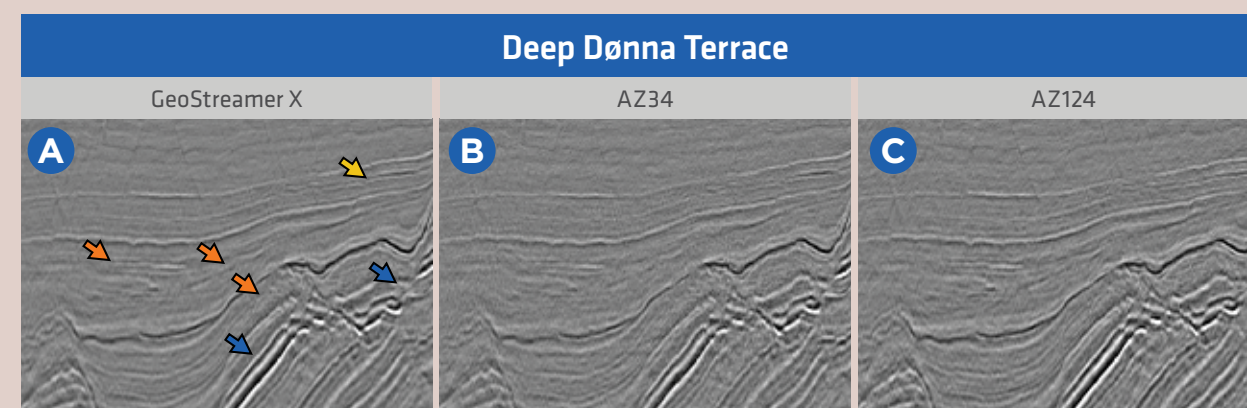 Deep Dønna Terrace
GeoStreamer X
AZ34
AZ124
A
B
C